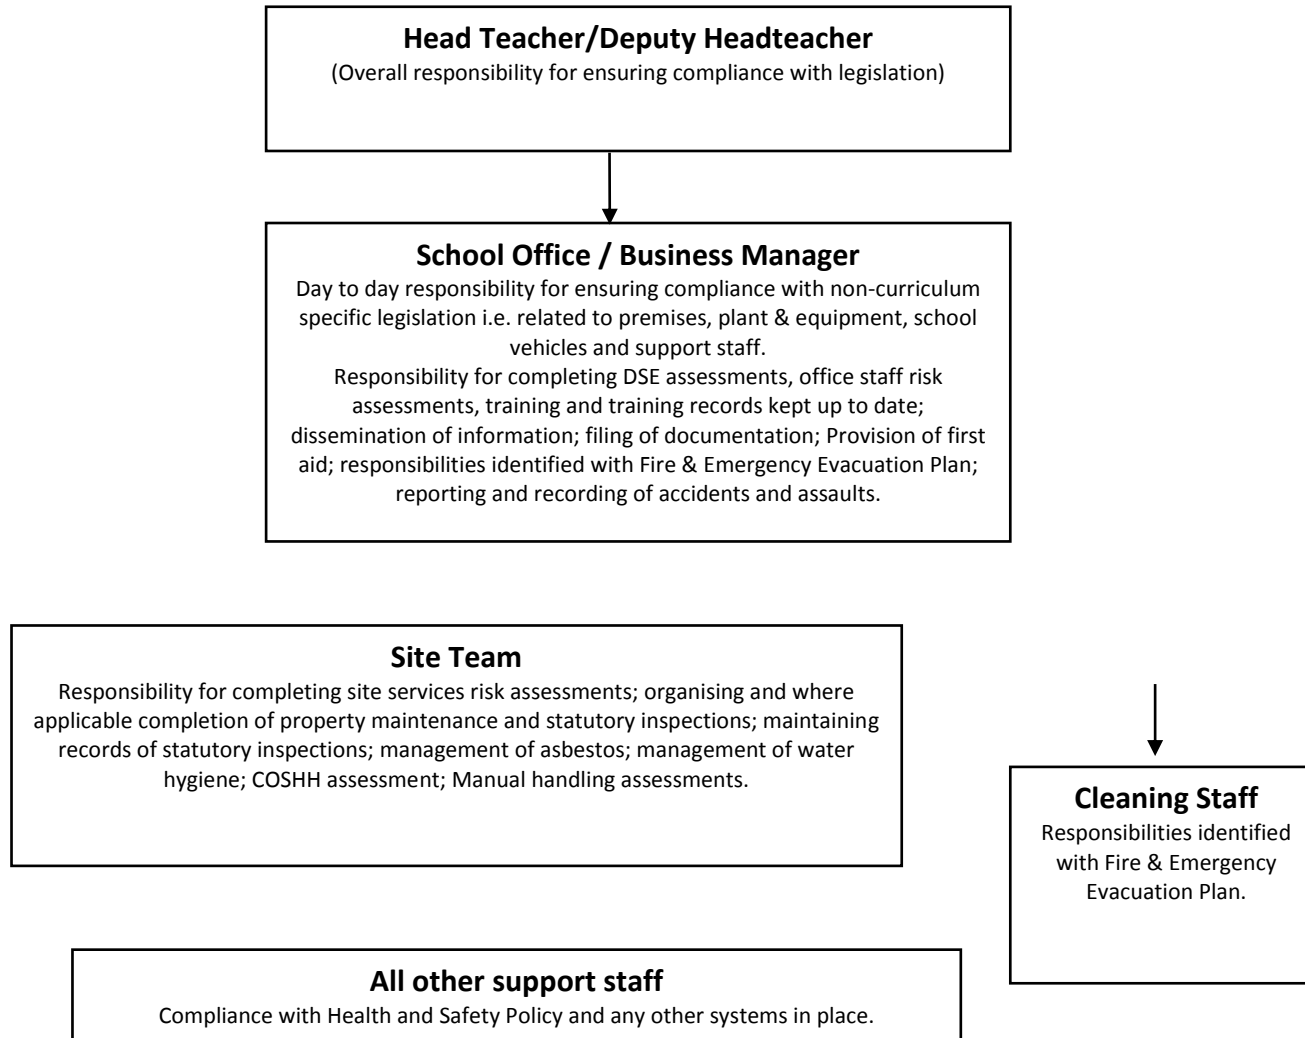 Head Teacher/Deputy Headteacher
(Overall responsibility for ensuring compliance with legislation)
School Office / Business Manager
Day to day responsibility for ensuring compliance with non-curriculum
specific legislation i.e. related to premises, plant & equipment, school
vehicles and support staff.
Responsibility for completing DSE assessments, office staff risk
assessments, training and training records kept up to date;
dissemination of information; filing of documentation; Provision of first
aid; responsibilities identified with Fire & Emergency Evacuation Plan;
reporting and recording of accidents and assaults.
Site Team
Responsibility for completing site services risk assessments; organising and where
applicable completion of property maintenance and statutory inspections; maintaining
records of statutory inspections; management of asbestos; management of water
hygiene; COSHH assessment; Manual handling assessments.
Cleaning Staff
Responsibilities identified
with Fire & Emergency
Evacuation Plan.
All other support staff
Compliance with Health and Safety Policy and any other systems in place.